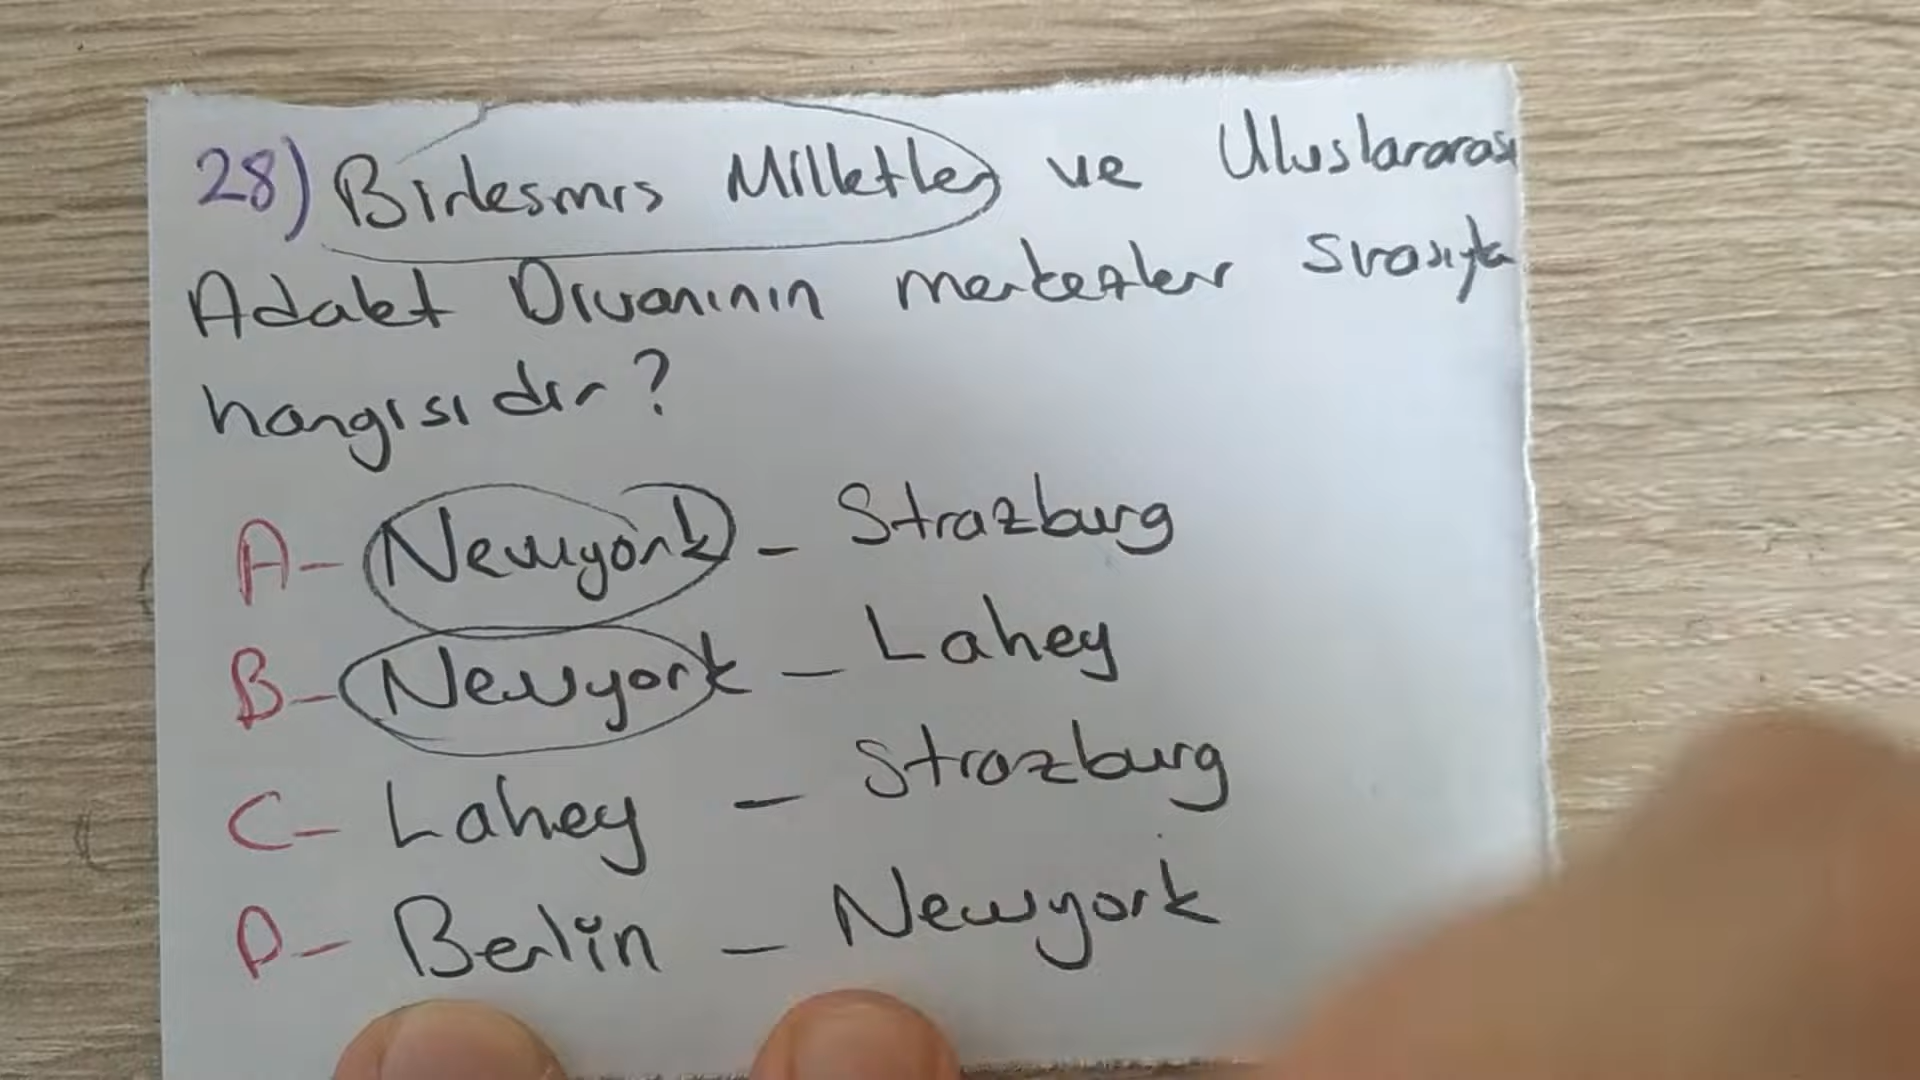 28) Birleşmiş Milletler ve Uluslararası
Adalet Divanının merkezleri sırasıyla
hangisidir?
A- Newyork - Strazburg
B- Newyork - Lahey
C- Lahey - Strazburg
D- Berlin - Newyork